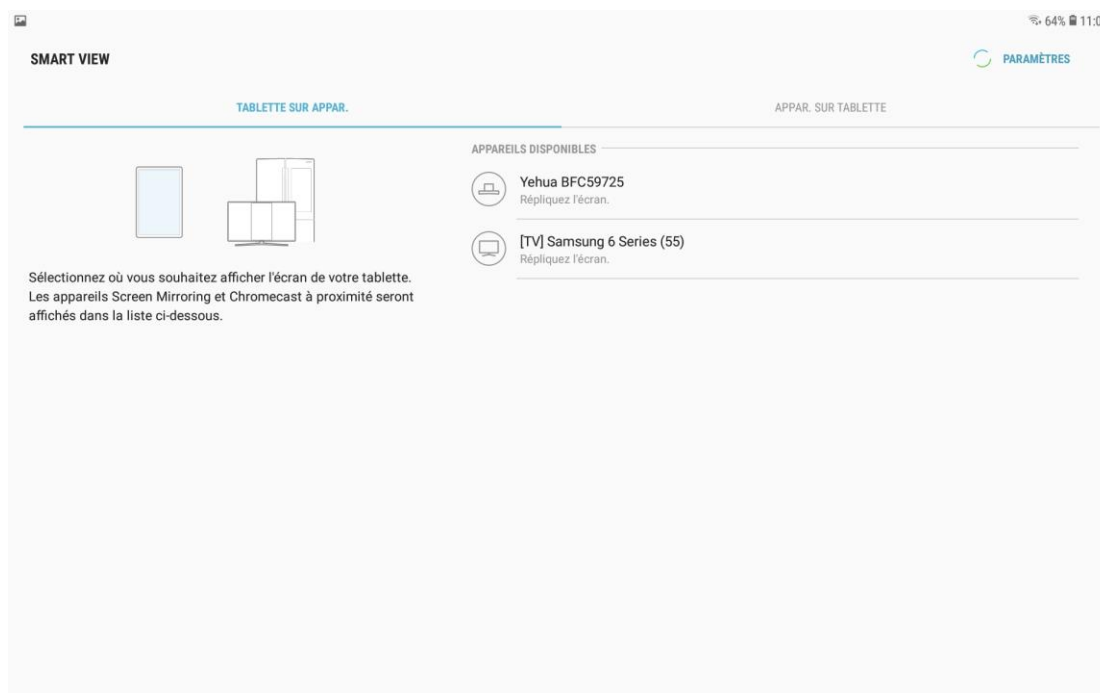 64% 11:0
SMART VIEW
PARAMÈTRES
TABLETTE SUR APPAR.
APPAR. SUR TABLETTE
Sélectionnez où vous souhaitez afficher l'écran de votre tablette.
Les appareils Screen Mirroring et Chromecast à proximité seront
affichés dans la liste ci-dessous.
APPAREILS DISPONIBLES
Yehua BFC59725
Répliquez l'écran.
[TV] Samsung 6 Series (55)
Répliquez l'écran.